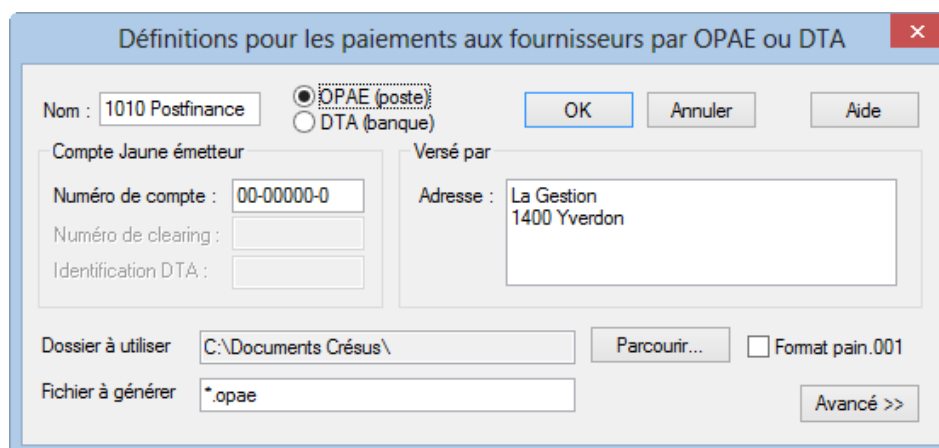 Définitions pour les paiements aux fournisseurs par OPAE ou DTA
Nom : 1010 Postfinance
OPAE (poste)
DTA (banque)
OK
Annuler
Aide
Compte Jaune émetteur
Numéro de compte : 00-00000-0
Numéro de clearing :
Identification DTA :
Versé par
Adresse : La Gestion
1400 Yverdon
Dossier à utiliser C:\Documents Crésus\
Parcourir...
Format pain.001
Fichier à générer *.opae
Avancé >>